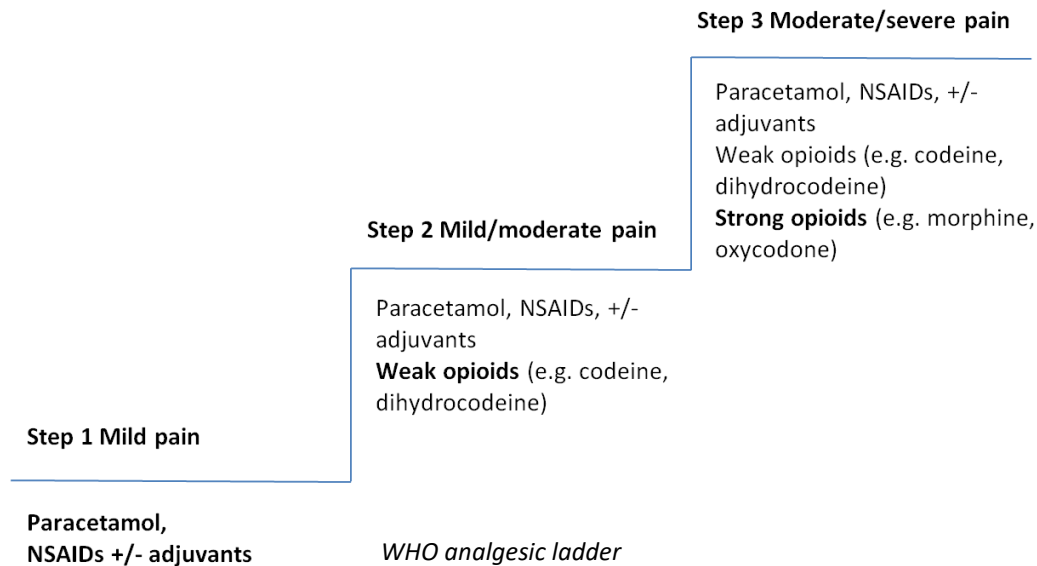 Step 3 Moderate/severe pain
Paracetamol, NSAIDs, +/-
adjuvants
Weak opioids (e.g. codeine,
dihydrocodeine)
Strong opioids (e.g. morphine,
oxycodone)
Step 2 Mild/moderate pain
Paracetamol, NSAIDs, +/-
adjuvants
Weak opioids (e.g. codeine,
dihydrocodeine)
Step 1 Mild pain
Paracetamol,
NSAIDs +/- adjuvants
WHO analgesic ladder